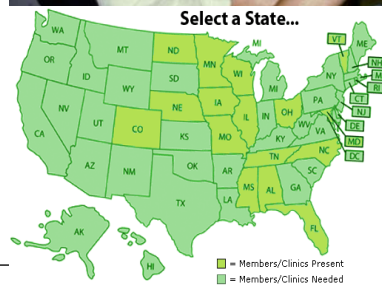 Select a State...
WA
MT
ND
MN
MI
VT
ME
OR
ID
WY
SD
WI
MI
NY
NH
RI
NV
UT
CO
NE
IA
IL
IN
OH
PA
CT
NJ
CA
KS
MO
KY
WV
VA
DE
MD
DC
AZ
NM
OK
AR
TN
NC
SC
TX
LA
MS
AL
GA
FL
AK
HI
= Members/Clinics Present
= Members/Clinics Needed